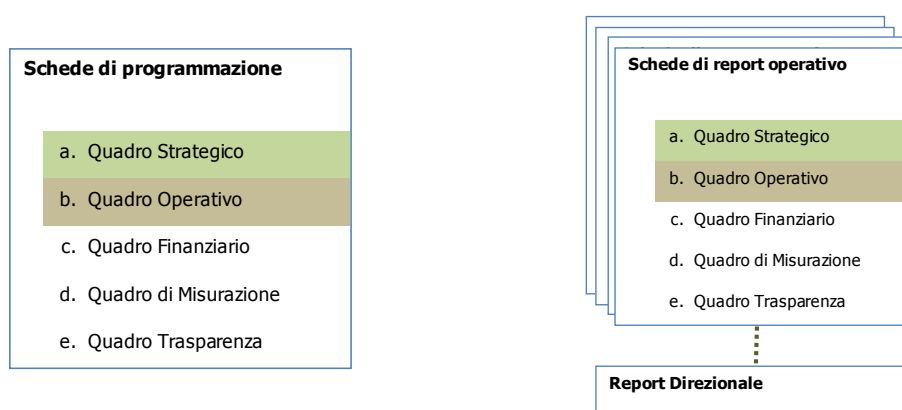 Schede di programmazione
a. Quadro Strategico
b. Quadro Operativo
c. Quadro Finanziario
d. Quadro di Misurazione
e. Quadro Trasparenza
Schede di report operativo
a. Quadro Strategico
b. Quadro Operativo
c. Quadro Finanziario
d. Quadro di Misurazione
e. Quadro Trasparenza
Report Direzionale